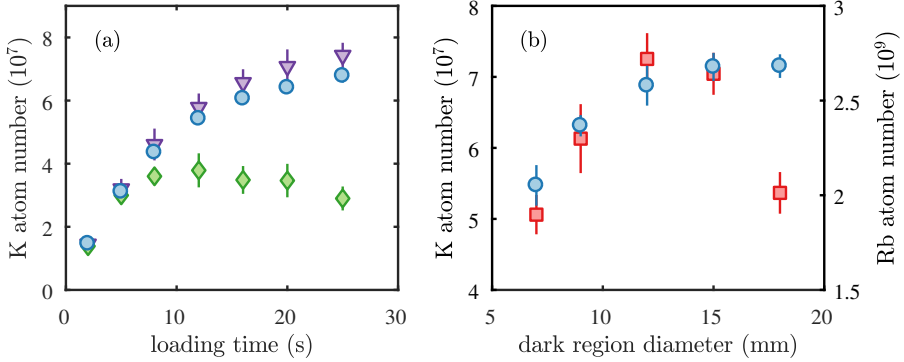 (a)
K atom number (10^7)
8
6
4
2
0
0 10 20 30
loading time (s)
(b)
K atom number (10^7)
8
7
6
5
4
5 10 15 20
dark region diameter (mm)
3
2.5
2
1.5
Rb atom number (10^9)